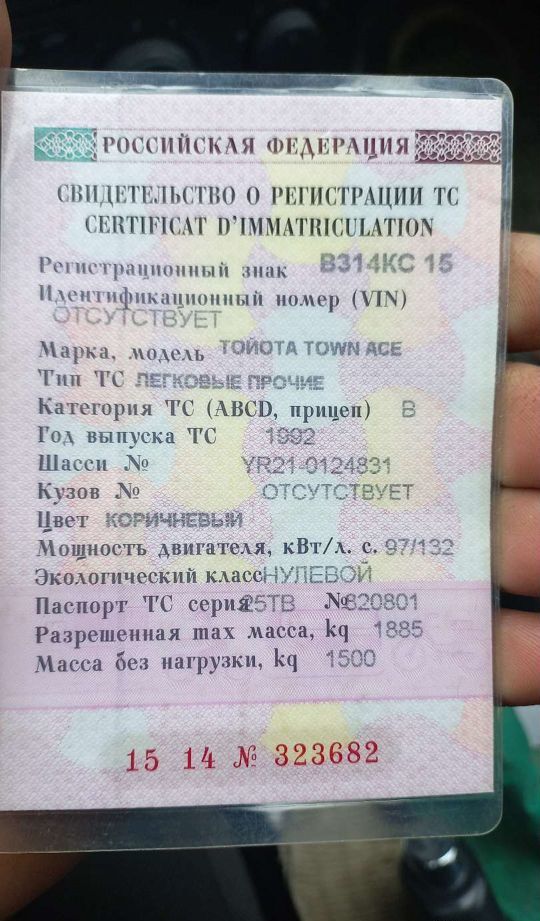 РОССИЙСКАЯ ФЕДЕРАЦИЯ
СВИДЕТЕЛЬСТВО О РЕГИСТРАЦИИ ТС
CERTIFICAT D'IMMATRICULATION
Регистрационный знак В314КС 15
Идентификационный номер (VIN)
ОТСУТСТВУЕТ
Марка, модель ТОЙОТА TOWN ACE
Тип ТС ЛЕГКОВЫЕ ПРОЧИЕ
Категория ТС (ABCD, прицеп) B
Год выпуска ТС 1992
Шасси № YR21-0124831
Кузов № ОТСУТСТВУЕТ
Цвет КОРИЧНЕВЫЙ
Мощность двигателя, кВт/л. с. 97/132
Экологический класс НУЛЕВОЙ
Паспорт ТС серия 25ТВ № 820801
Разрешенная max масса, kg 1885
Масса без нагрузки, kg 1500
15 14 № 323682